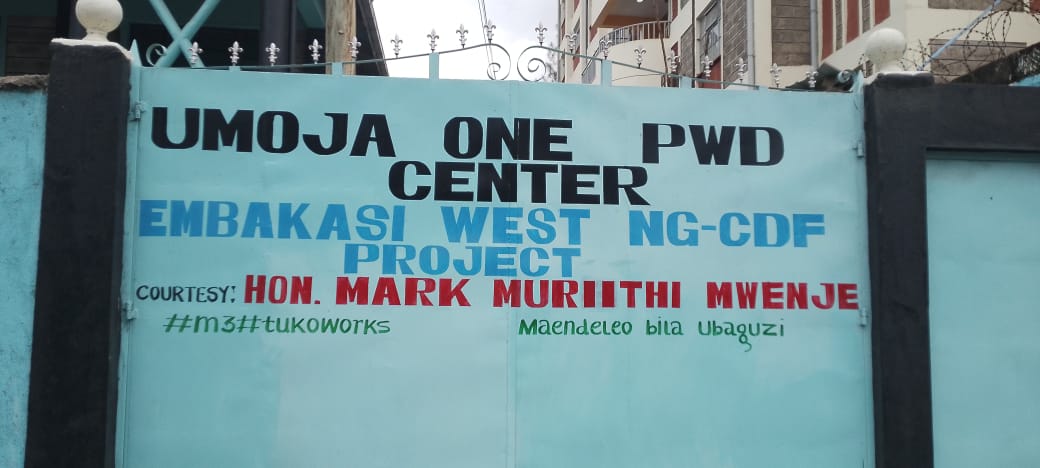 UMOJA ONE PWD
CENTER
EMBAKASI WEST NG-CDF
PROJECT
COURTESY: HON. MARK MURIITHI MWENJE
##m3##tukoworks Maendeleo bila ubaguzi